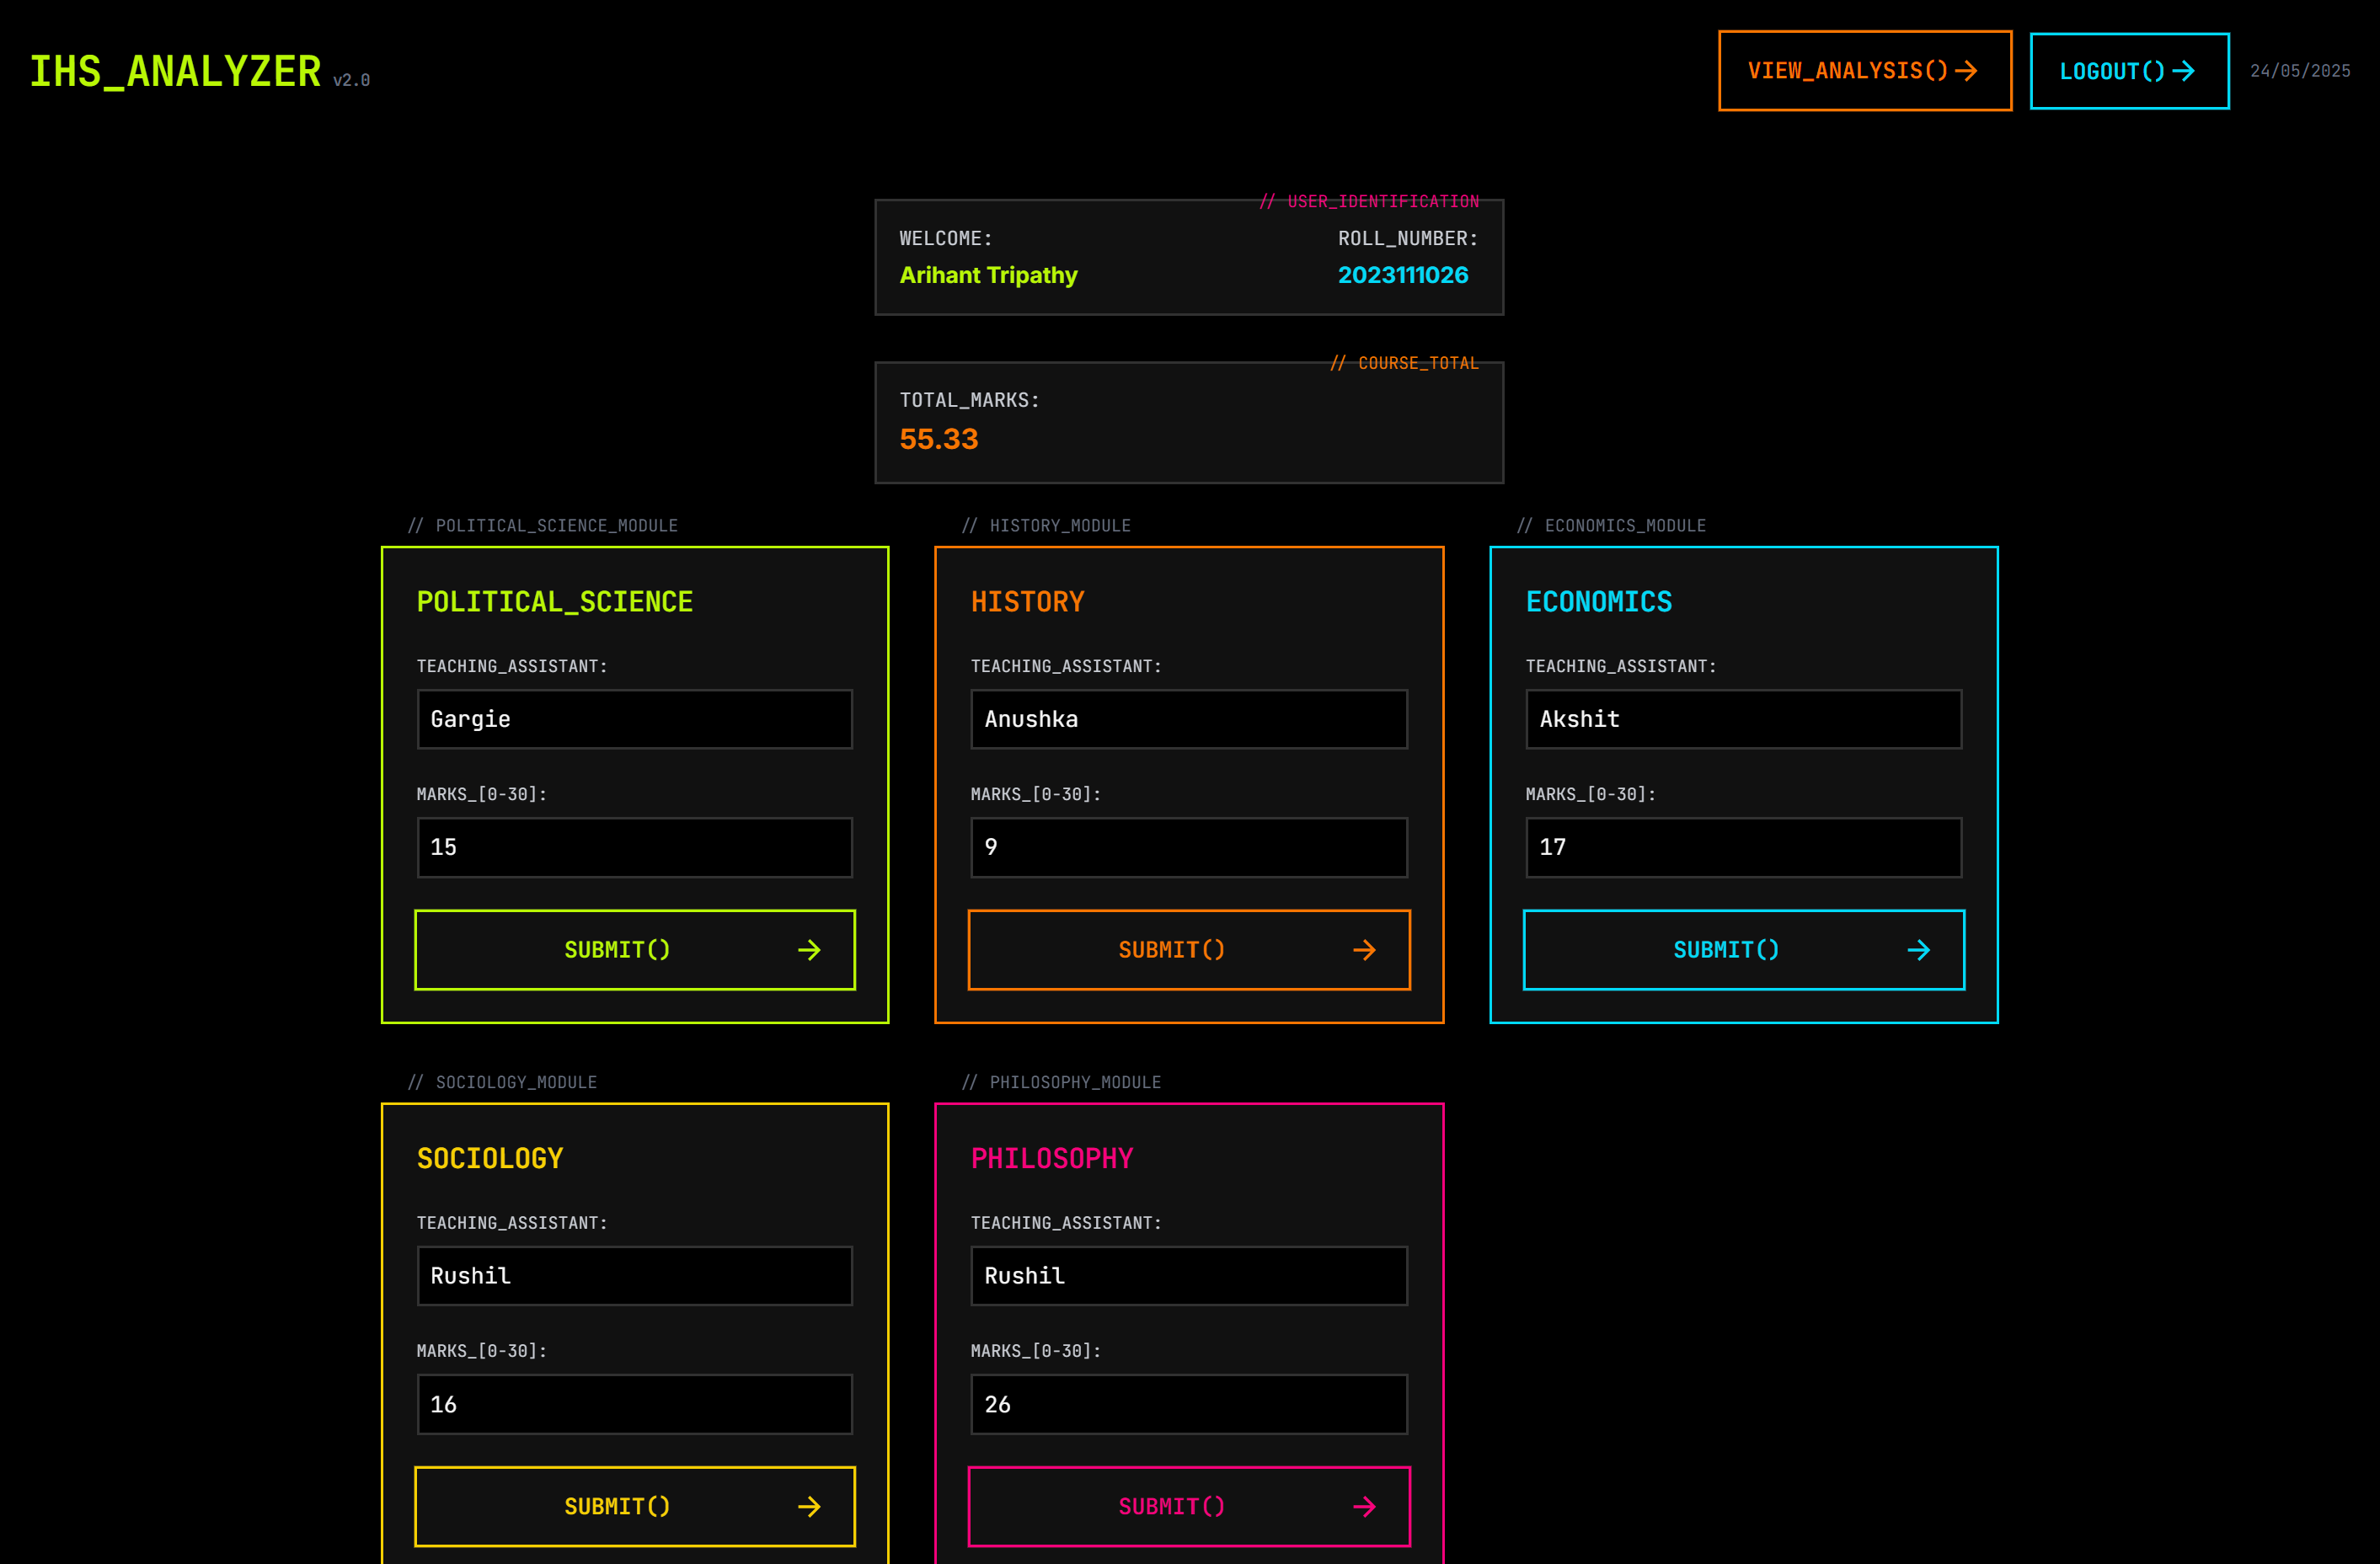 IHS_ANALYZER v2.0
VIEW_ANALYSIS() →
LOGOUT() →
24/05/2025
// USER_IDENTIFICATION
WELCOME:
Arihant Tripathy
ROLL_NUMBER:
2023111026
// COURSE_TOTAL
TOTAL_MARKS:
55.33
// POLITICAL_SCIENCE_MODULE
POLITICAL_SCIENCE
TEACHING_ASSISTANT:
Gargie
MARKS_[0-30]:
15
SUBMIT() →
// HISTORY_MODULE
HISTORY
TEACHING_ASSISTANT:
Anushka
MARKS_[0-30]:
9
SUBMIT() →
// ECONOMICS_MODULE
ECONOMICS
TEACHING_ASSISTANT:
Akshit
MARKS_[0-30]:
17
SUBMIT() →
// SOCIOLOGY_MODULE
SOCIOLOGY
TEACHING_ASSISTANT:
Rushil
MARKS_[0-30]:
16
SUBMIT() →
// PHILOSOPHY_MODULE
PHILOSOPHY
TEACHING_ASSISTANT:
Rushil
MARKS_[0-30]:
26
SUBMIT() →